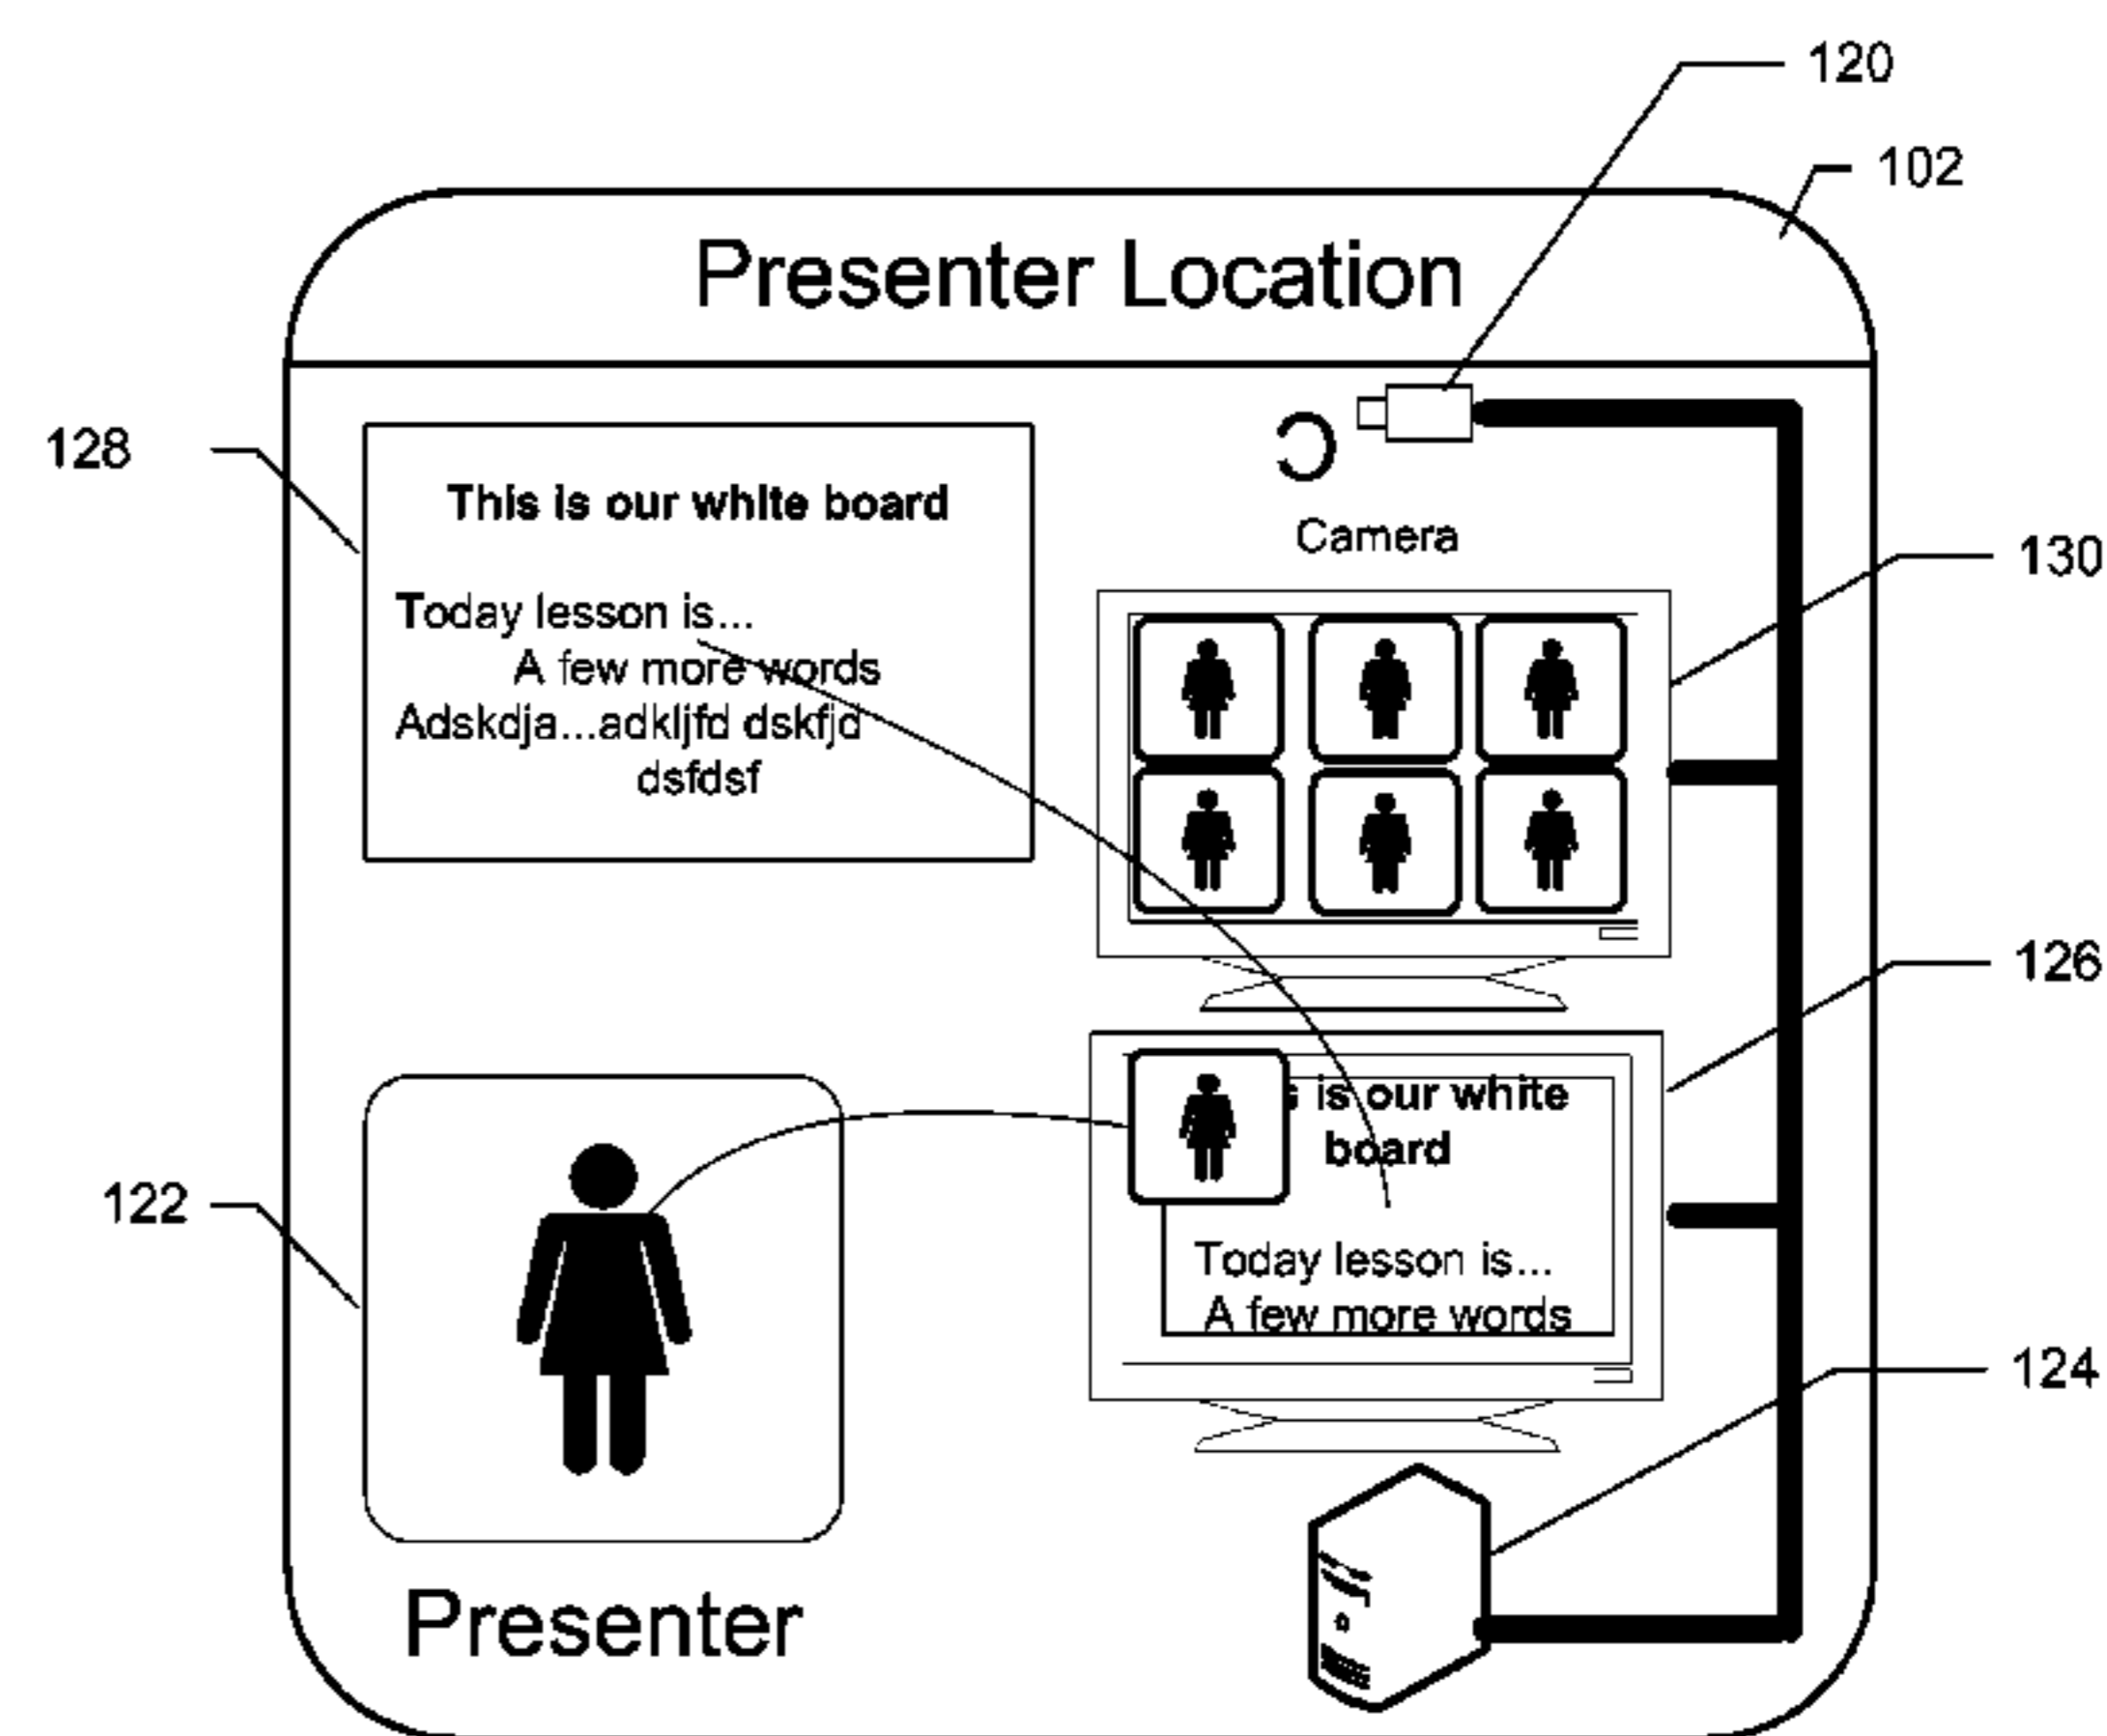 120
102
Presenter Location
128
This is our white board
Today lesson is...
A few more words
Adskdja...adkljfd dskfjd
dsfdsf
Camera
130
126
s is our white
board
Today lesson is...
A few more words
122
124
Presenter